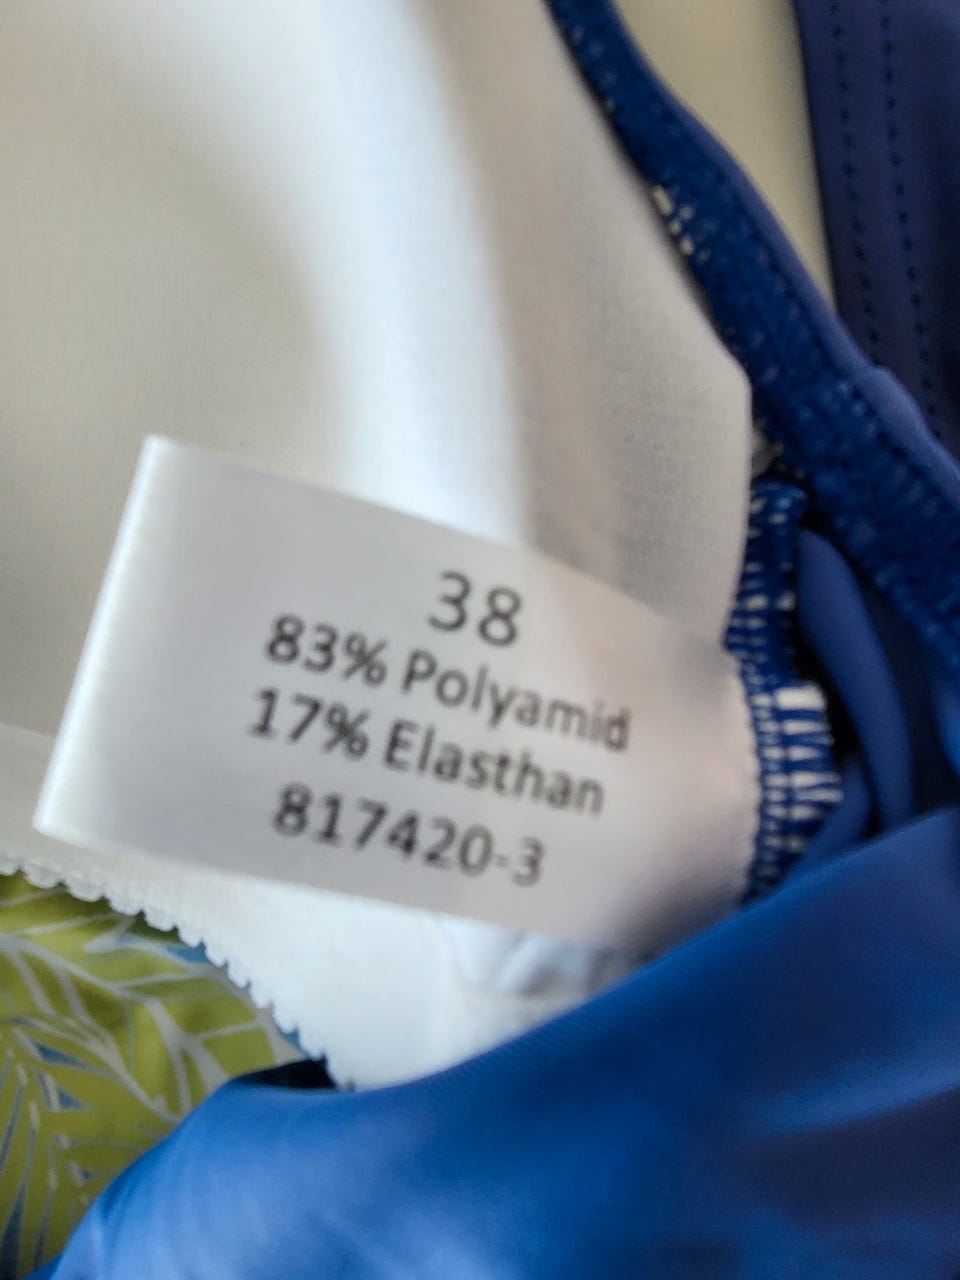 38
83% Polyamid
17% Elasthan
817420-3